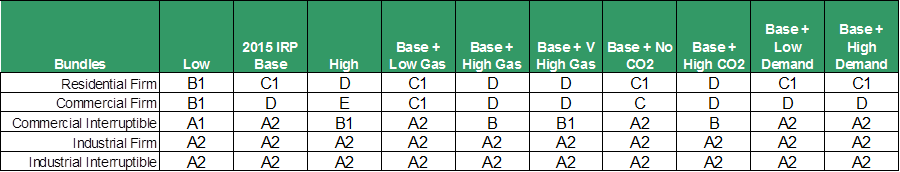 Bundles Low 2015 IRP Base High Base + Low Gas Base + High Gas Base + V High Gas Base + No CO2 Base + High CO2 Base + Low Demand Base + High Demand
Residential Firm B1 C1 D C1 D D C1 D C1 C1
Commercial Firm B1 D E C1 D D C D D D
Commercial Interruptible A1 A2 B1 A2 B B1 A2 B A2 A2
Industrial Firm A2 A2 A2 A2 A2 A2 A2 A2 A2 A2
Industrial Interruptible A2 A2 A2 A2 A2 A2 A2 A2 A2 A2